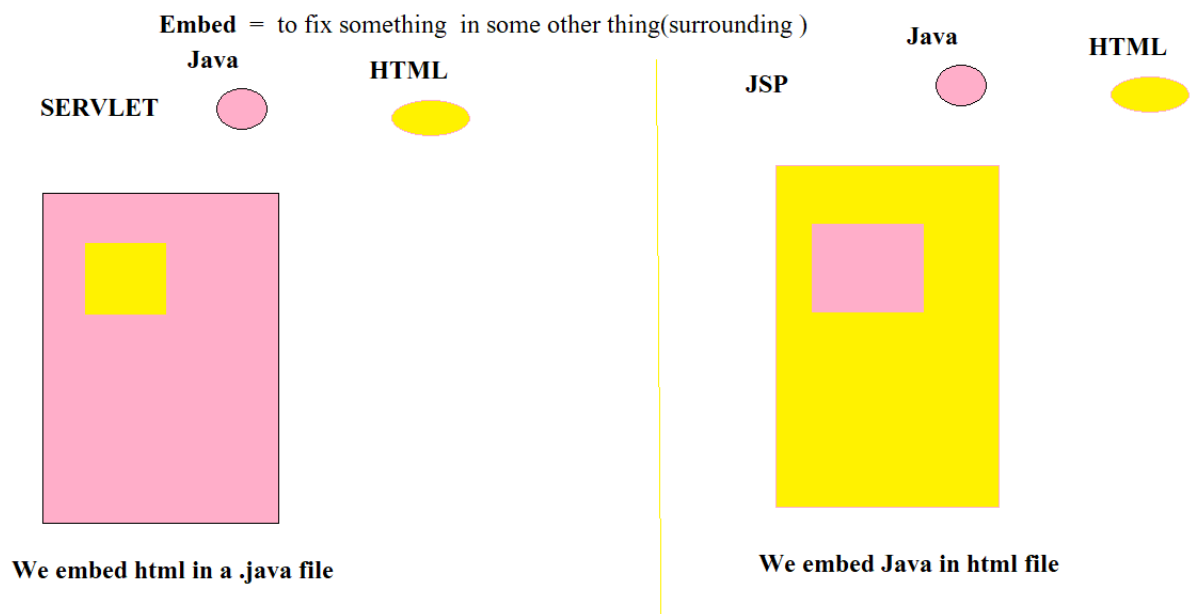 Embed = to fix something in some other thing(surrounding )
Java
HTML
SERVLET
We embed html in a .java file
Java
HTML
JSP
We embed Java in html file